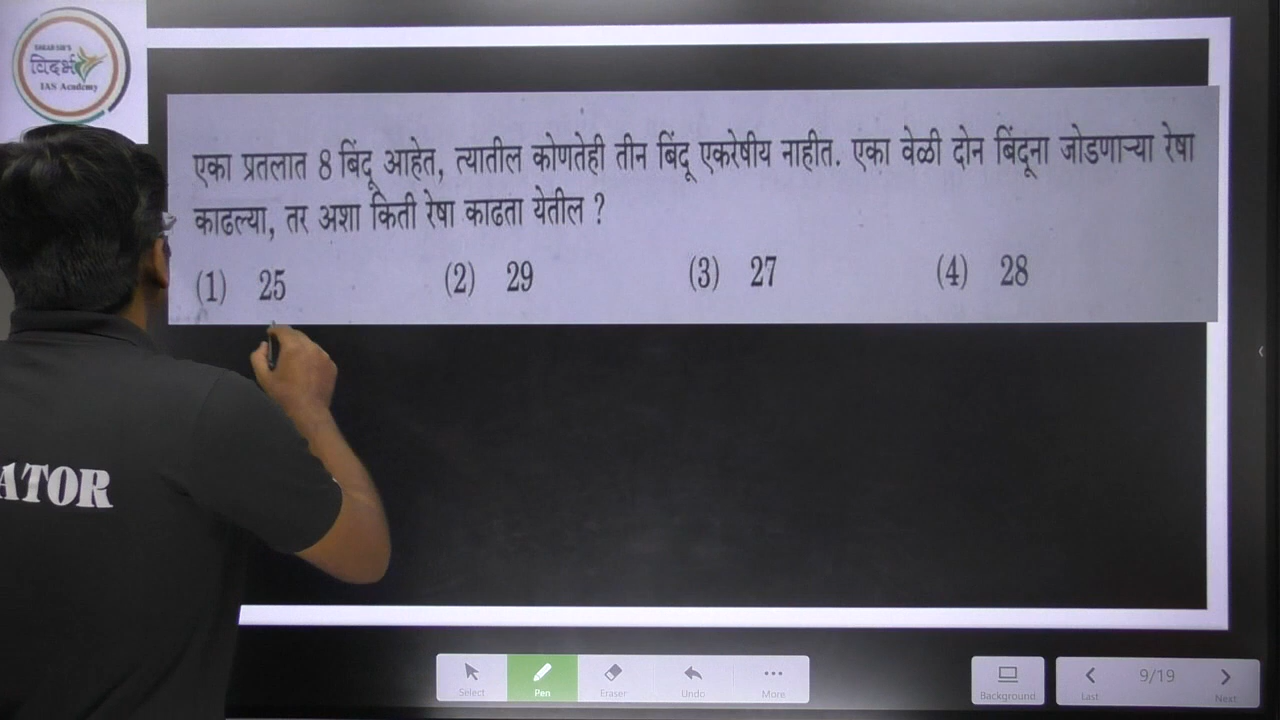 विदर्भ
IAS Academy
एका प्रतलात 8 बिंदू आहेत, त्यातील कोणतेही तीन बिंदू एकरेषीय नाहीत. एका वेळी दोन बिंदूंना जोडणाऱ्या रेषा
काढल्या, तर अशा किती रेषा काढता येतील ?
(1) 25 (2) 29 (3) 27 (4) 28
ATOR
Select Pen Eraser Undo More Background Last 9/19 Next